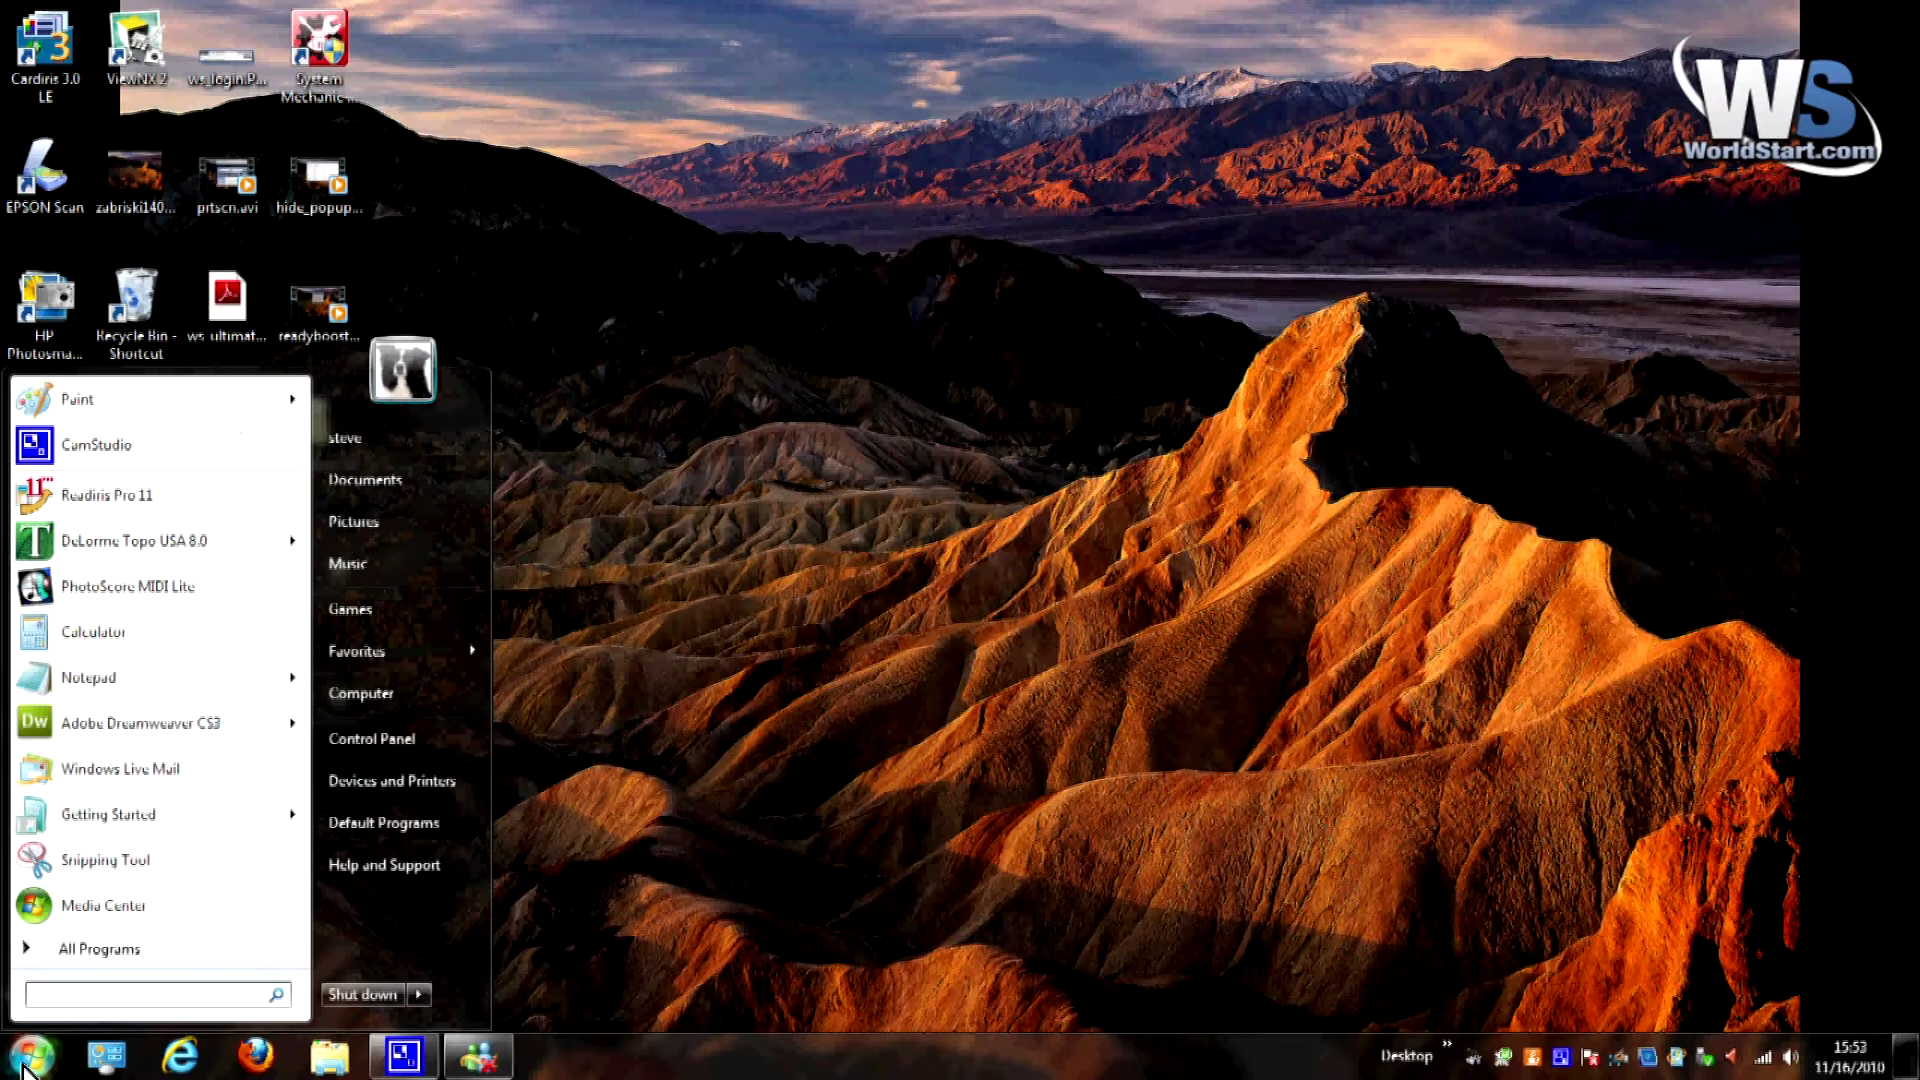 Cardiris 3.0
LE
ViewNX 2
ws_login.P...
System
Mechanic ...
EPSON Scan
zabriski140...
prtscn.avi
hide_popup...
HP
Photosma...
Recycle Bin -
Shortcut
ws_ultimat...
readyboost...
WS
WorldStart.com
Paint
CamStudio
Readiris Pro 11
DeLorme Topo USA 8.0
PhotoScore MIDI Lite
Calculator
Notepad
Adobe Dreamweaver CS3
Windows Live Mail
Getting Started
Snipping Tool
Media Center
All Programs
steve
Documents
Pictures
Music
Games
Favorites
Computer
Control Panel
Devices and Printers
Default Programs
Help and Support
Shut down
Desktop
15:53
11/16/2010
3
11
T
Dw